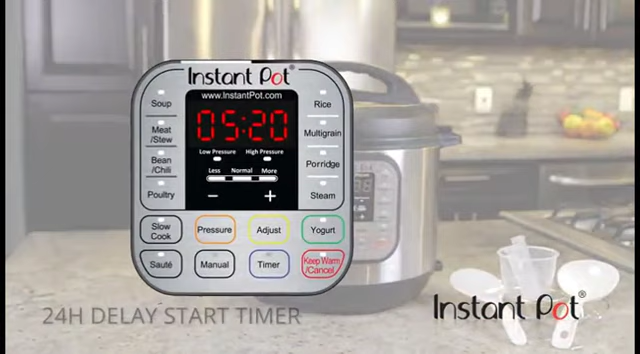 Instant Pot®
www.InstantPot.com
05:20
Low Pressure High Pressure
Less Normal More
− +
Soup
Meat
/Stew
Bean
/Chili
Poultry
Rice
Multigrain
Porridge
Steam
Slow
Cook
Pressure
Adjust
Yogurt
Sauté
Manual
Timer
Keep Warm
/Cancel
24H DELAY START TIMER
Instant Pot®